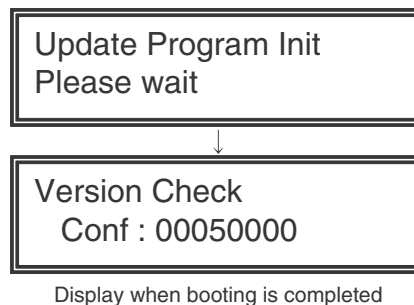 Update Program Init
Please wait
↓
Version Check
Conf : 00050000
Display when booting is completed